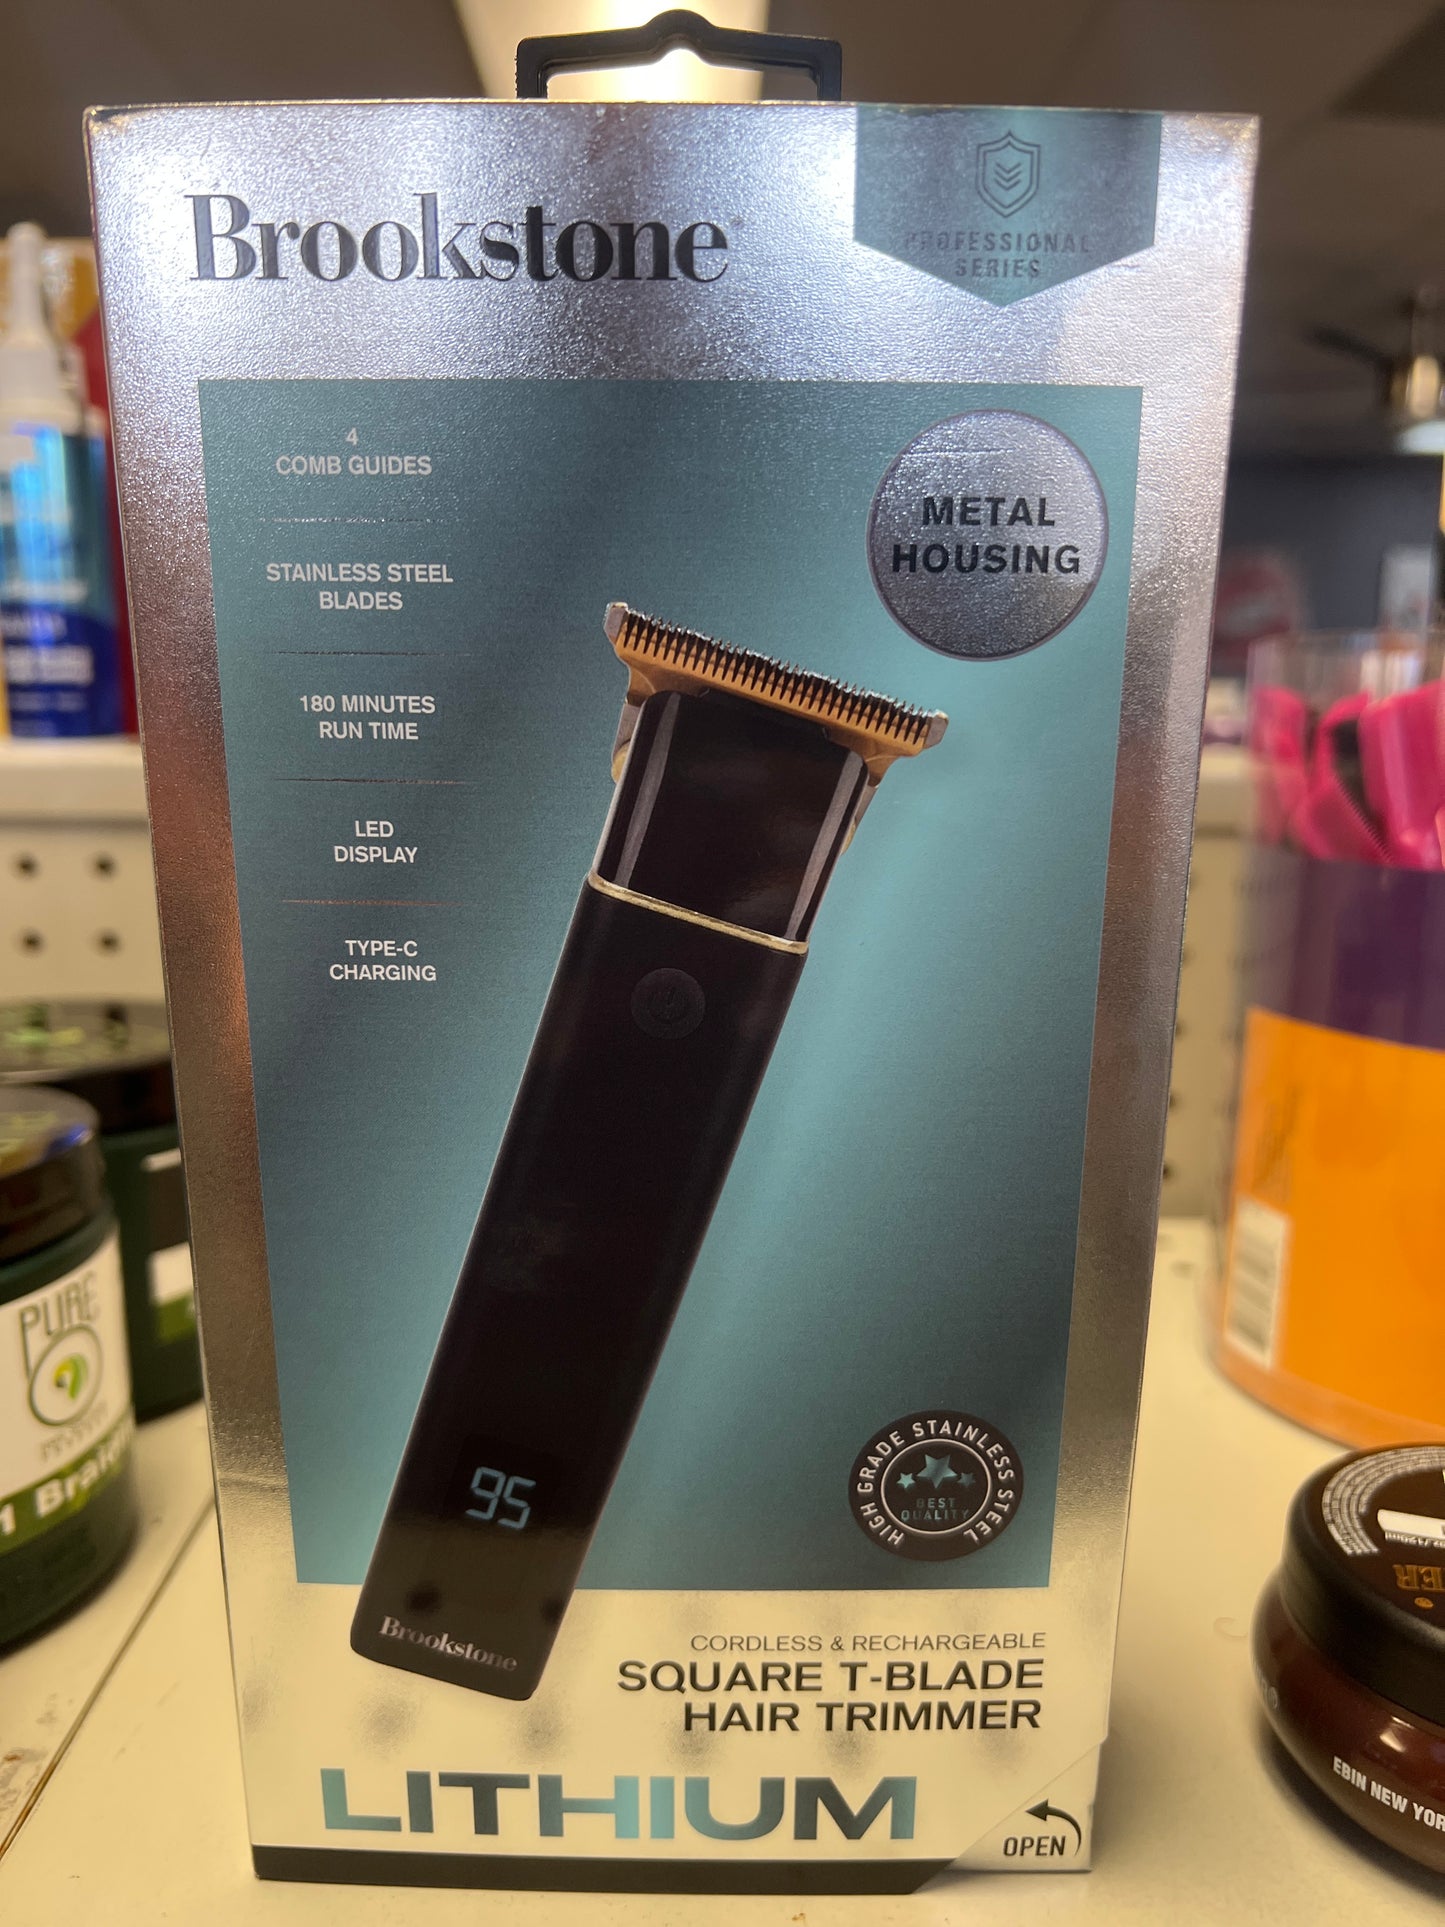 Brookstone
PROFESSIONAL
SERIES
4
COMB GUIDES
STAINLESS STEEL
BLADES
180 MINUTES
RUN TIME
LED
DISPLAY
TYPE-C
CHARGING
METAL
HOUSING
95
Brookstone
HIGH GRADE STAINLESS STEEL
BEST
QUALITY
CORDLESS & RECHARGEABLE
SQUARE T-BLADE
HAIR TRIMMER
LITHIUM
OPEN
PURE
EBIN NEW YOR